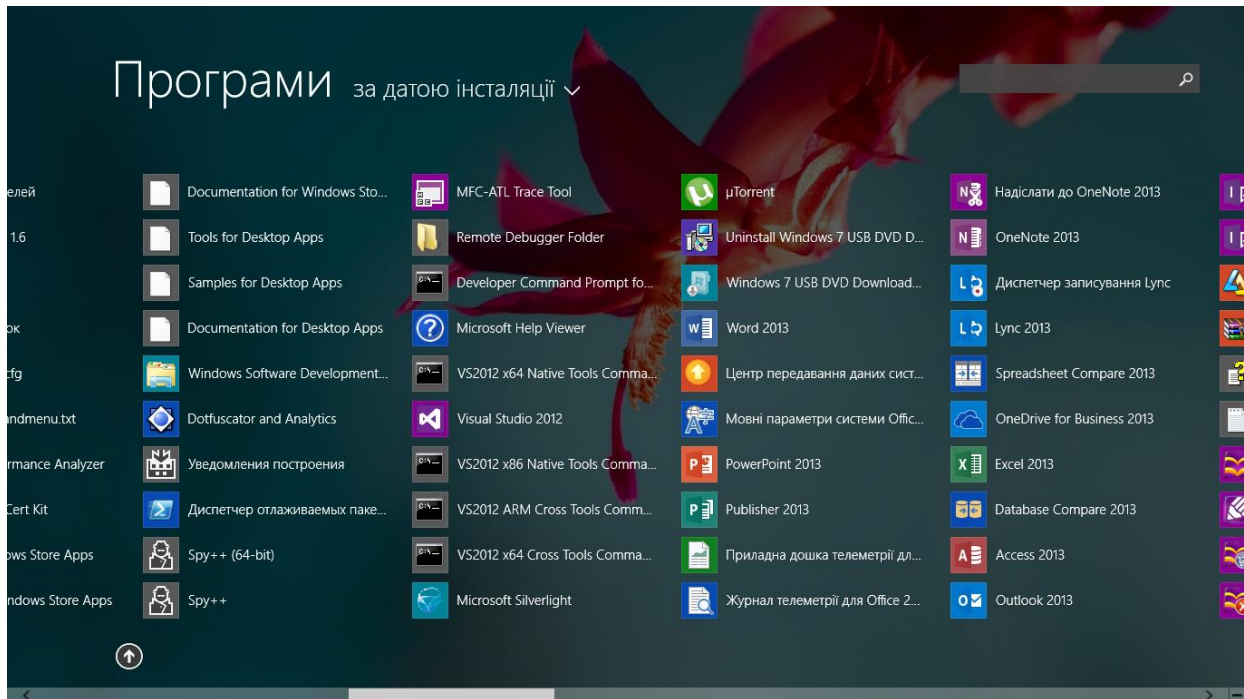 Програми за датою інсталяції
елей
1.6
ок
cfg
andmenu.txt
rmance Analyzer
Cert Kit
ows Store Apps
ndows Store Apps
Documentation for Windows Sto...
Tools for Desktop Apps
Samples for Desktop Apps
Documentation for Desktop Apps
Windows Software Development...
Dotfuscator and Analytics
Уведомления построения
Диспетчер отлаживаемых паке...
Spy++ (64-bit)
Spy++
MFC-ATL Trace Tool
Remote Debugger Folder
Developer Command Prompt fo...
Microsoft Help Viewer
VS2012 x64 Native Tools Comma...
Visual Studio 2012
VS2012 x86 Native Tools Comma...
VS2012 ARM Cross Tools Comm...
VS2012 x64 Cross Tools Comma...
Microsoft Silverlight
µTorrent
Uninstall Windows 7 USB DVD D...
Windows 7 USB DVD Download...
Word 2013
Центр передавання даних сист...
Мовні параметри системи Offic...
PowerPoint 2013
Publisher 2013
Приладна дошка телеметрії дл...
Журнал телеметрії для Office 2...
Надіслати до OneNote 2013
OneNote 2013
Диспетчер записування Lync
Lync 2013
Spreadsheet Compare 2013
OneDrive for Business 2013
Excel 2013
Database Compare 2013
Access 2013
Outlook 2013